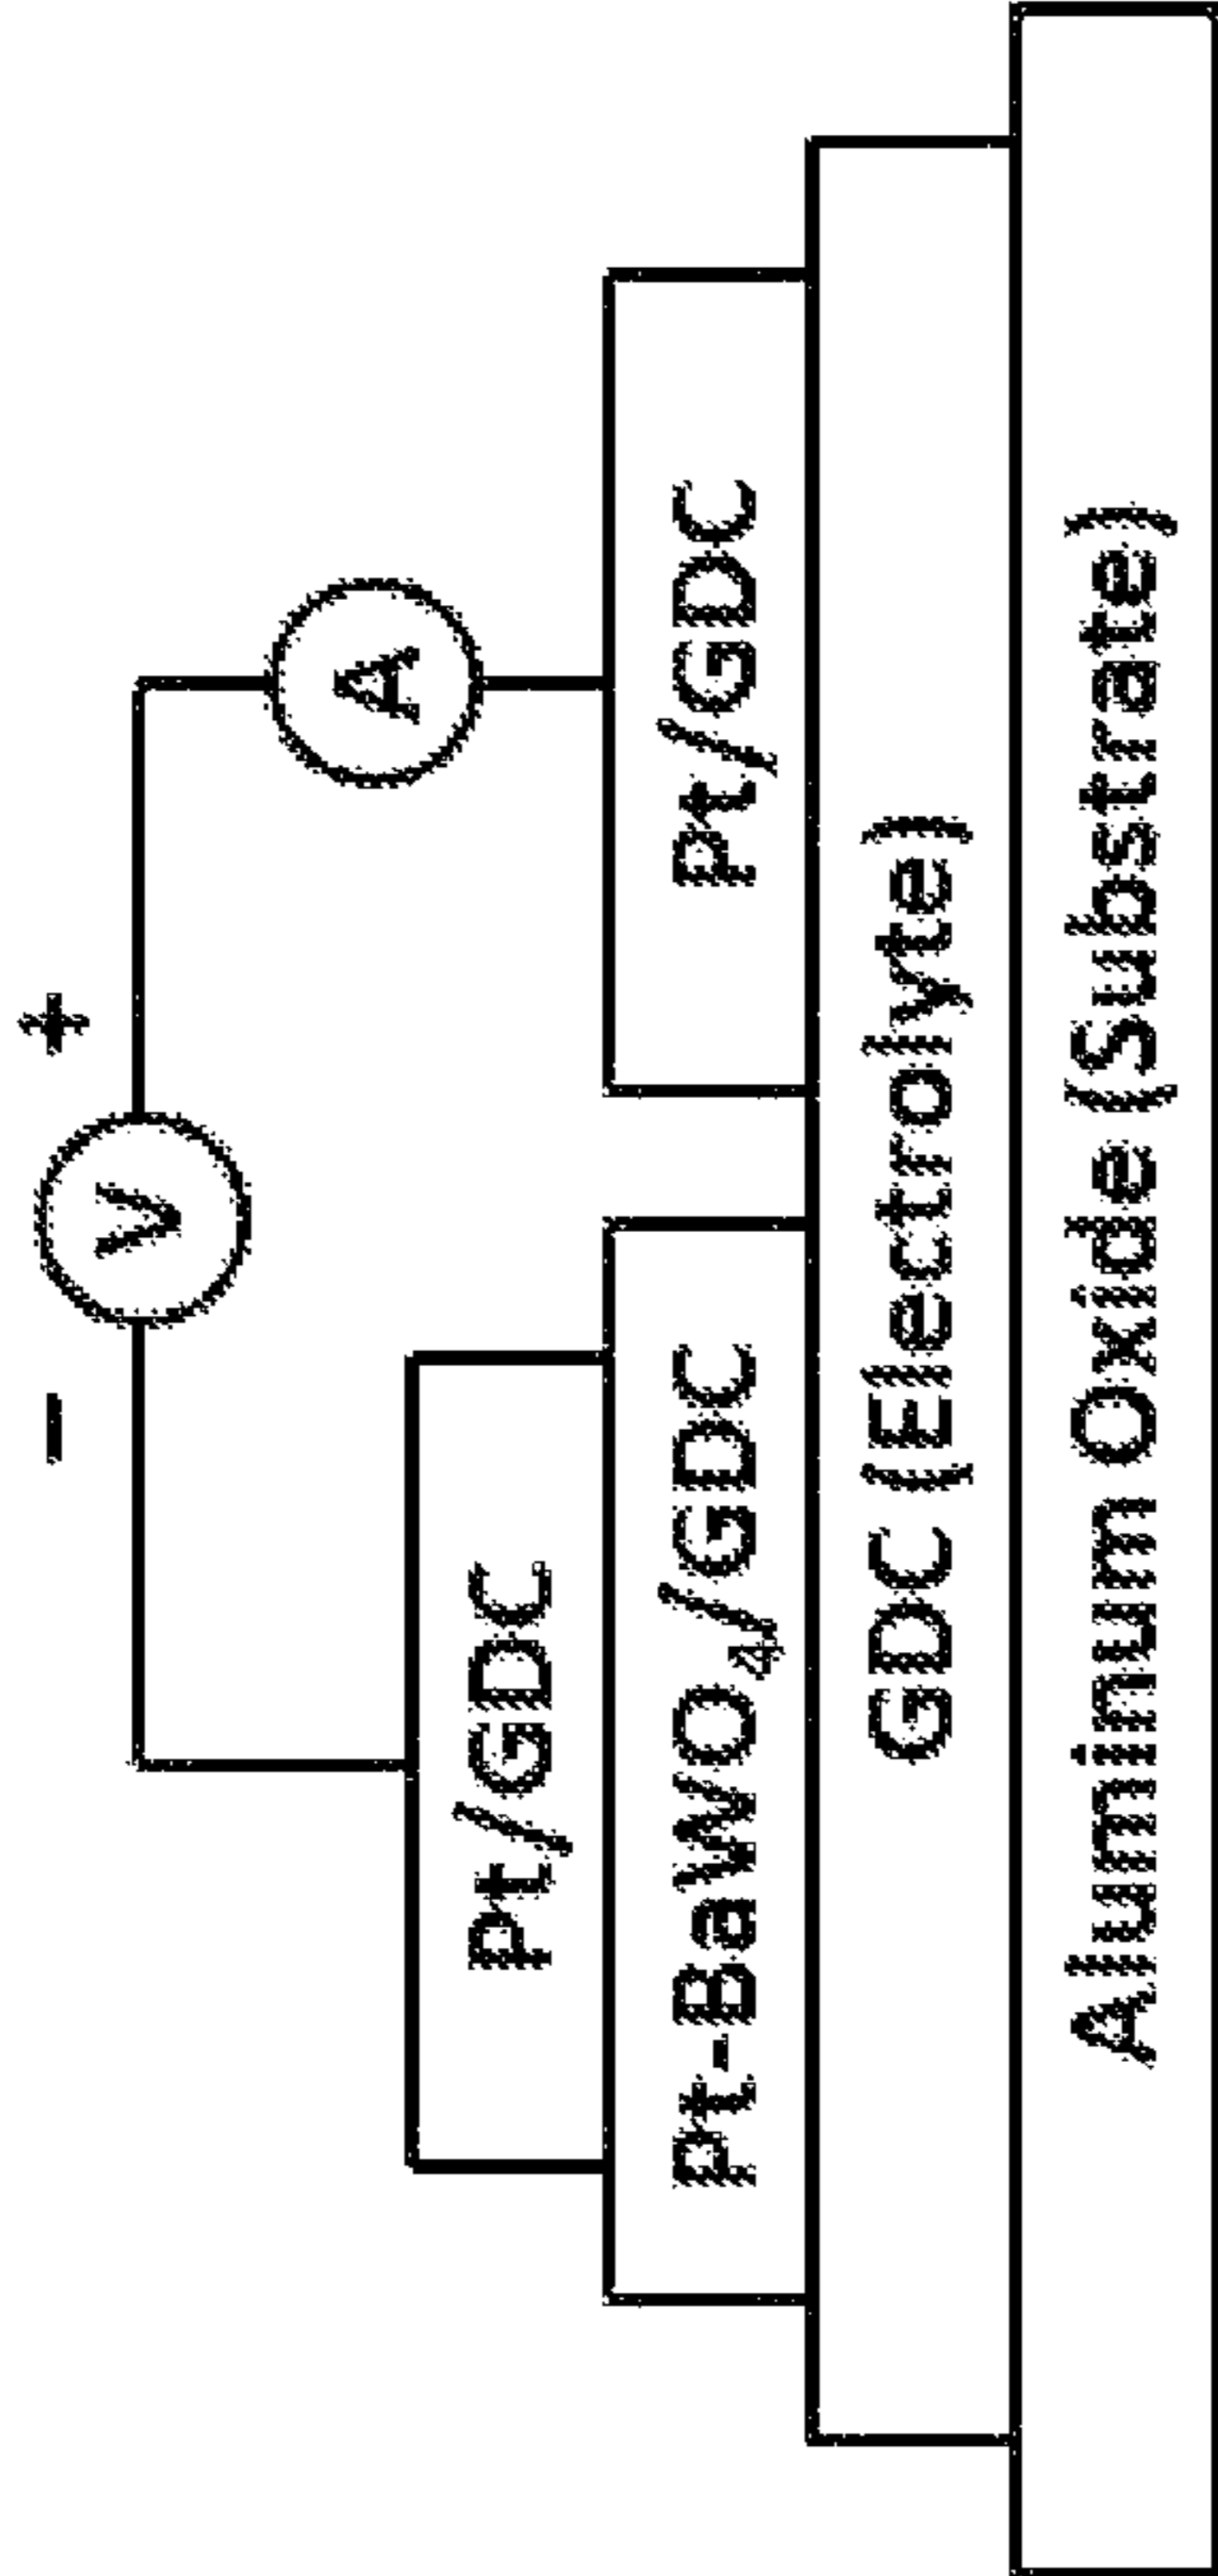 - V +
A
Pt/GDC
Pt-BaWO₄/GDC
Pt/GDC
GDC (Electrolyte)
Aluminum Oxide (Substrate)